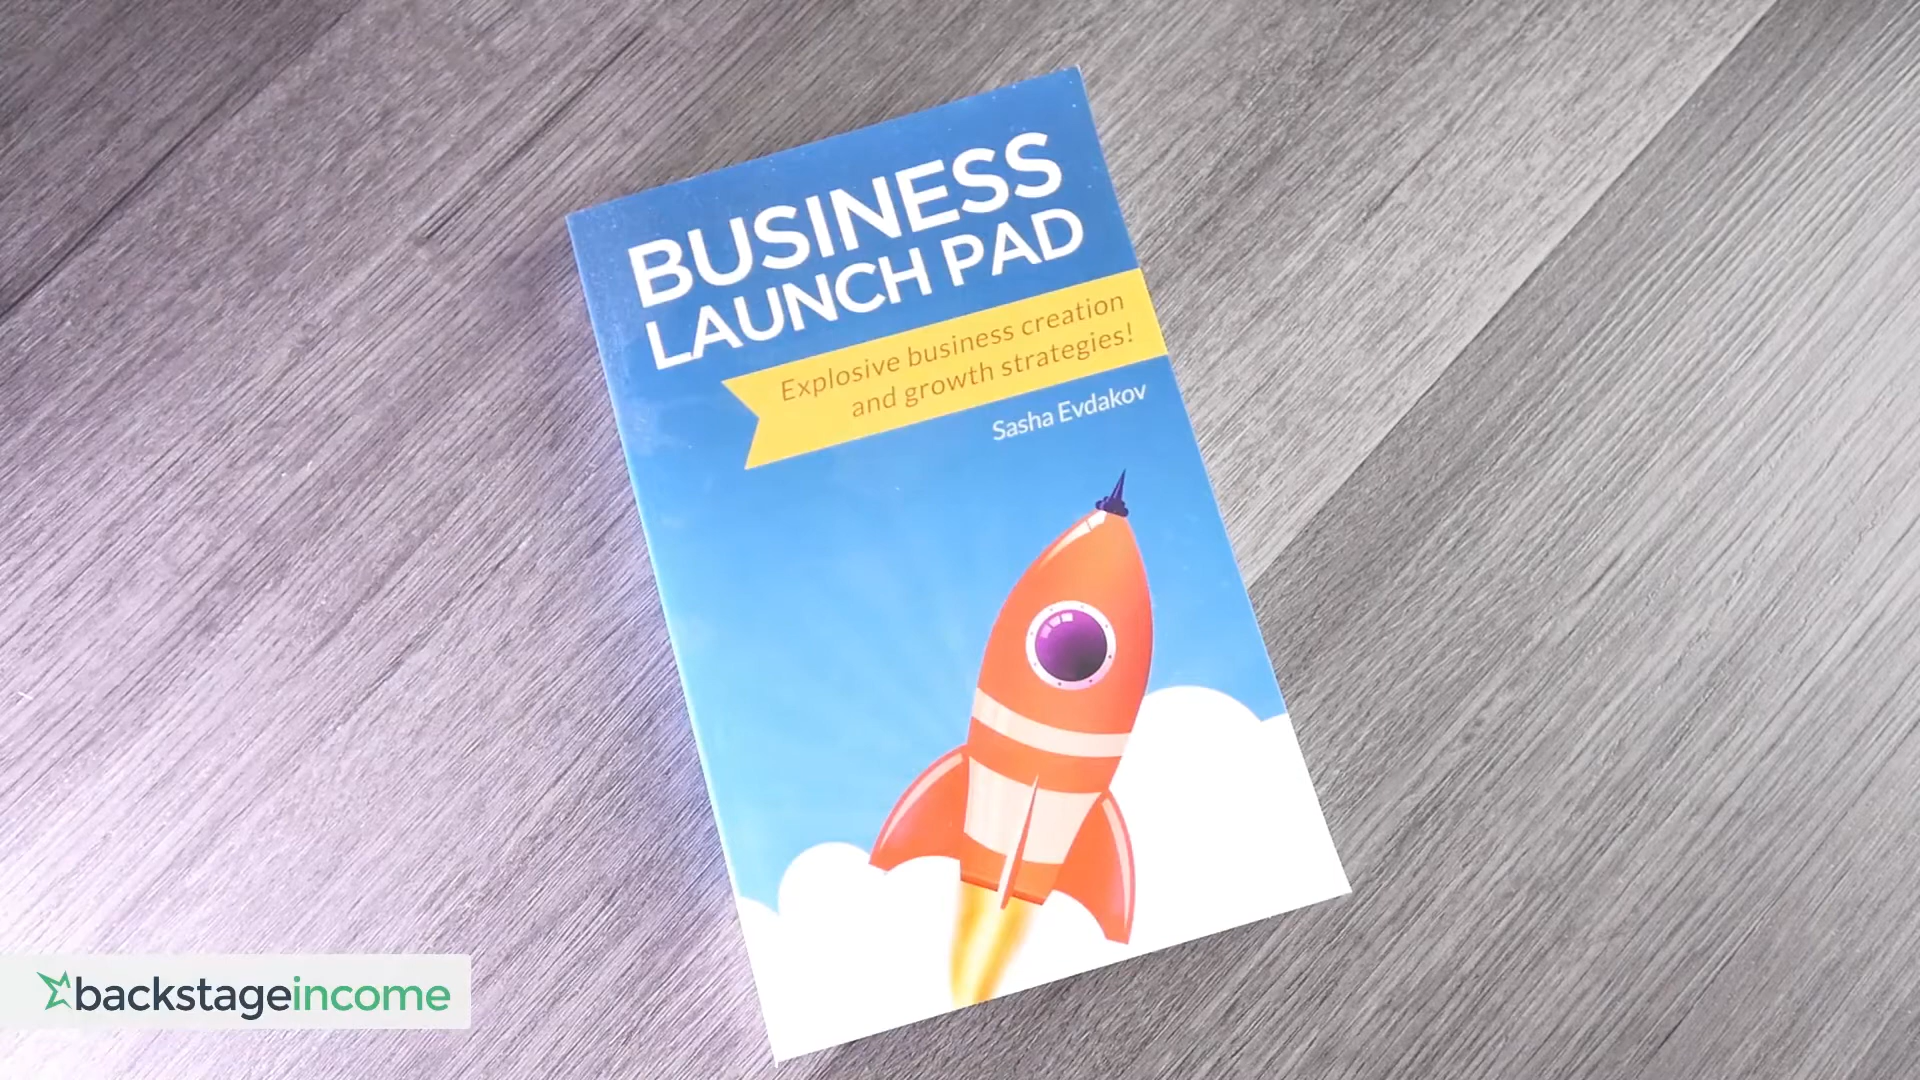 BUSINESS
LAUNCH PAD
Explosive business creation
and growth strategies!
Sasha Evdakov
backstageincome